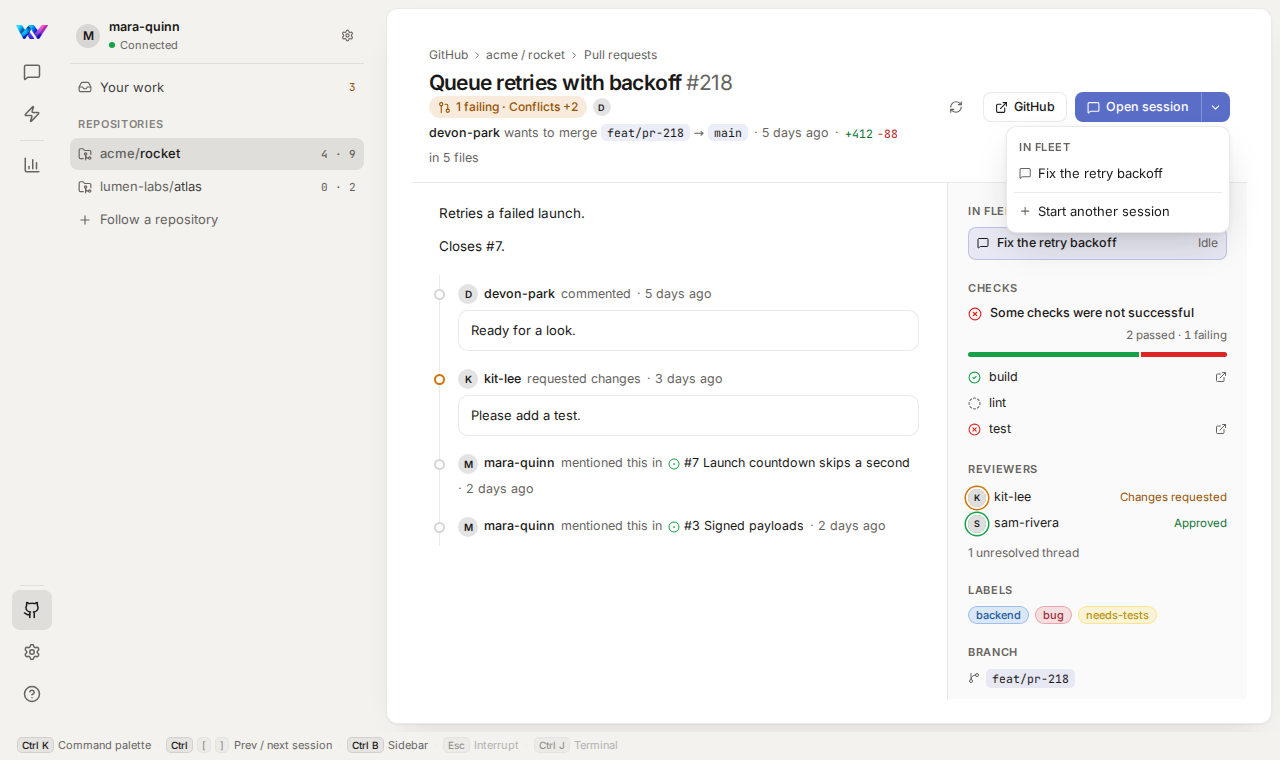 M
mara-quinn
Connected
Your work 3
REPOSITORIES
acme/rocket 4 · 9
lumen-labs/atlas 0 · 2
Follow a repository
GitHub > acme / rocket > Pull requests
Queue retries with backoff #218
1 failing · Conflicts +2 D
devon-park wants to merge feat/pr-218 → main · 5 days ago · +412 -88
in 5 files
GitHub
Open session
IN FLEET
Fix the retry backoff
Start another session
Retries a failed launch.
Closes #7.
D devon-park commented · 5 days ago
Ready for a look.
K kit-lee requested changes · 3 days ago
Please add a test.
M mara-quinn mentioned this in #7 Launch countdown skips a second
· 2 days ago
M mara-quinn mentioned this in #3 Signed payloads · 2 days ago
IN FLEE
Fix the retry backoff Idle
CHECKS
Some checks were not successful
2 passed · 1 failing
build
lint
test
REVIEWERS
K kit-lee Changes requested
S sam-rivera Approved
1 unresolved thread
LABELS
backend bug needs-tests
BRANCH
feat/pr-218
Ctrl K Command palette Ctrl [ ] Prev / next session Ctrl B Sidebar Esc Interrupt Ctrl J Terminal